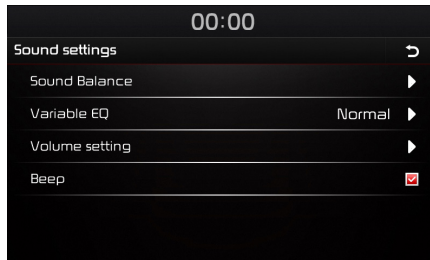 00:00
Sound settings
Sound Balance
Variable EQ Normal
Volume setting
Beep